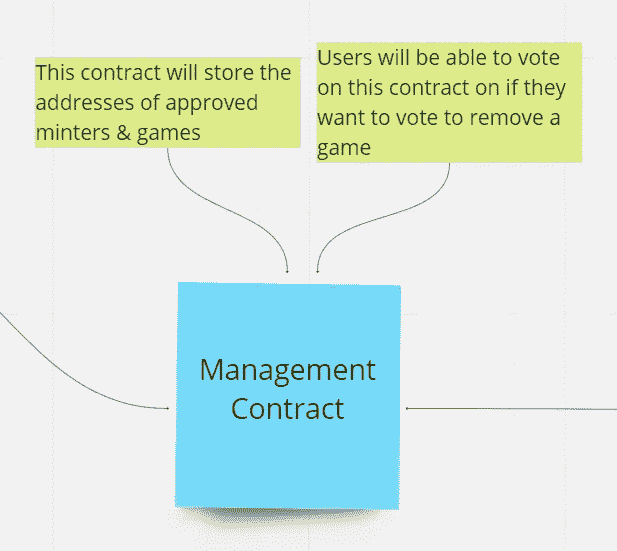 This contract will store the
addresses of approved
minters & games
Users will be able to vote
on this contract on if they
want to vote to remove a
game
Management
Contract